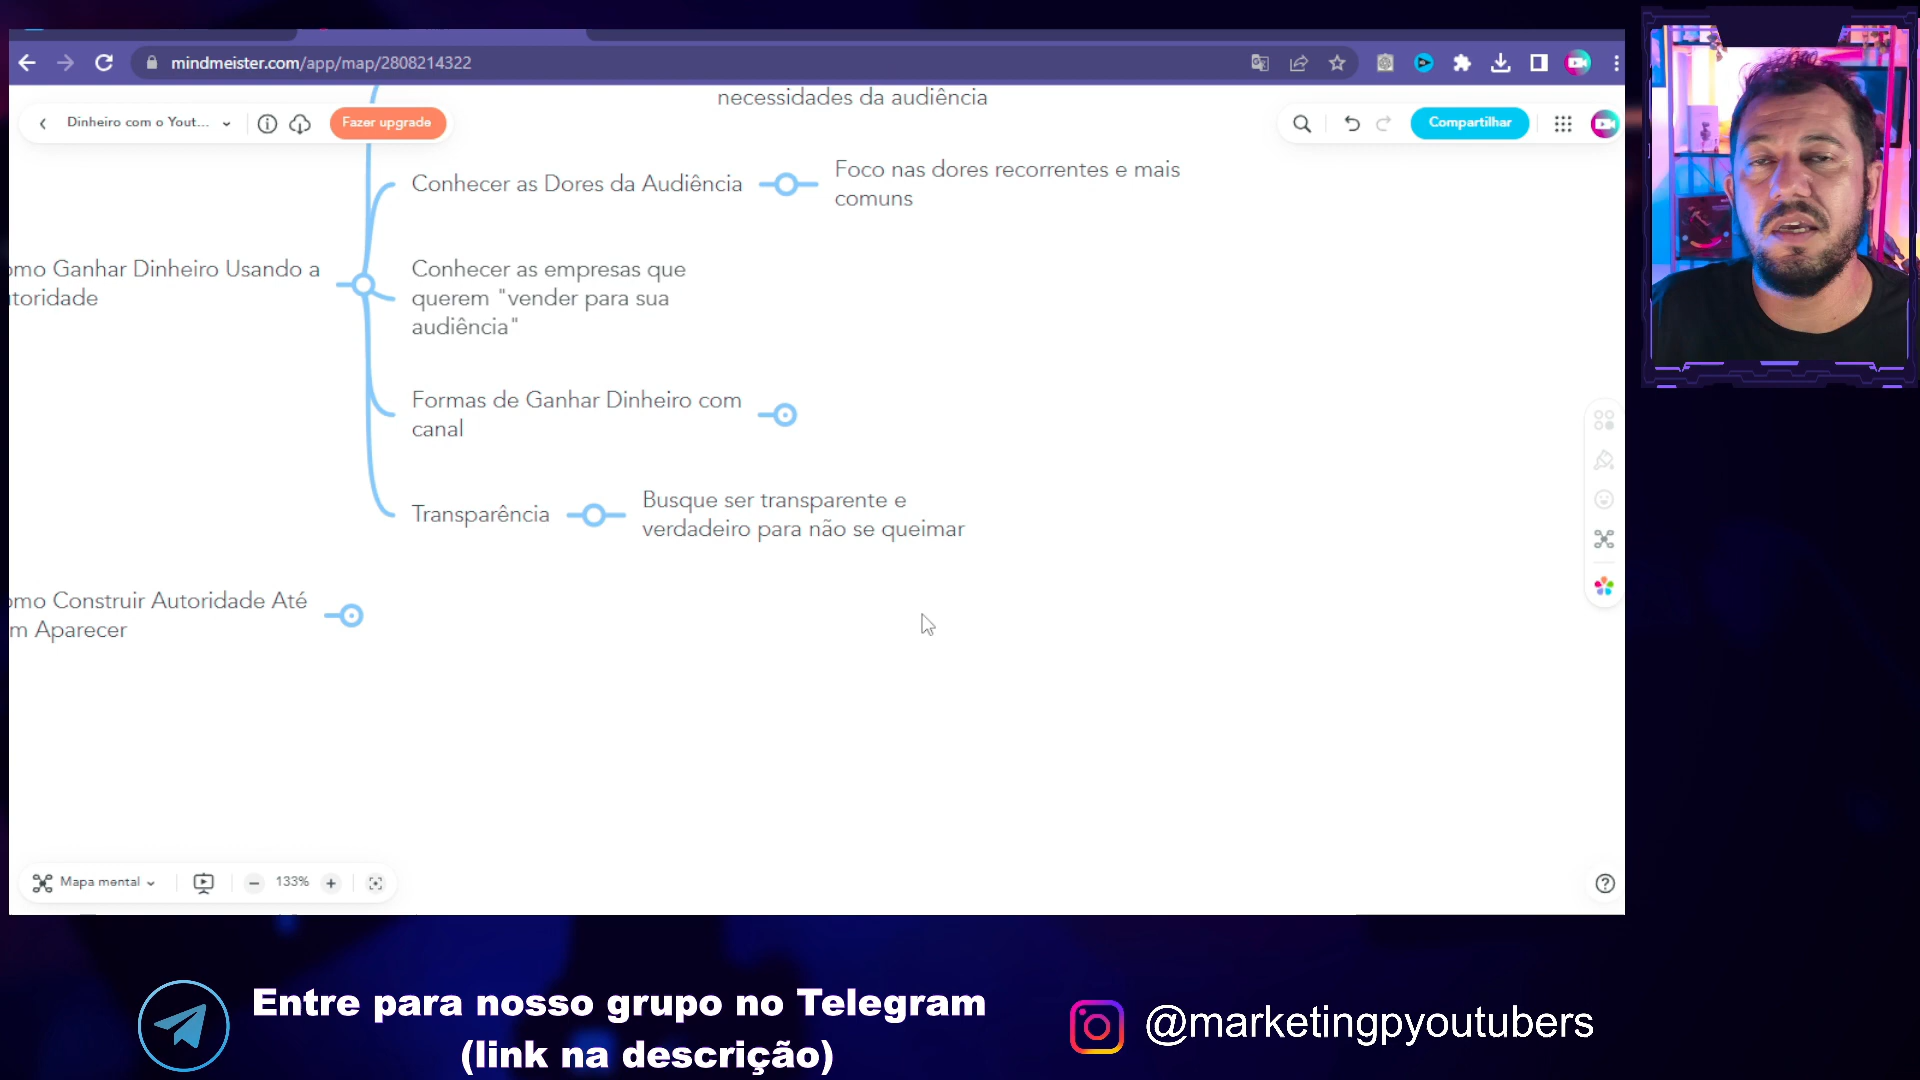 mindmeister.com/app/map/2808214322
necessidades da audiência
Dinheiro com o Yout...
Fazer upgrade
Compartilhar
Conhecer as Dores da Audiência
Foco nas dores recorrentes e mais
comuns
omo Ganhar Dinheiro Usando a
utoridade
Conhecer as empresas que
querem "vender para sua
audiência"
Formas de Ganhar Dinheiro com
canal
Transparência
Busque ser transparente e
verdadeiro para não se queimar
omo Construir Autoridade Até
m Aparecer
Mapa mental
133%
Entre para nosso grupo no Telegram
(link na descrição)
@marketingpyoutubers